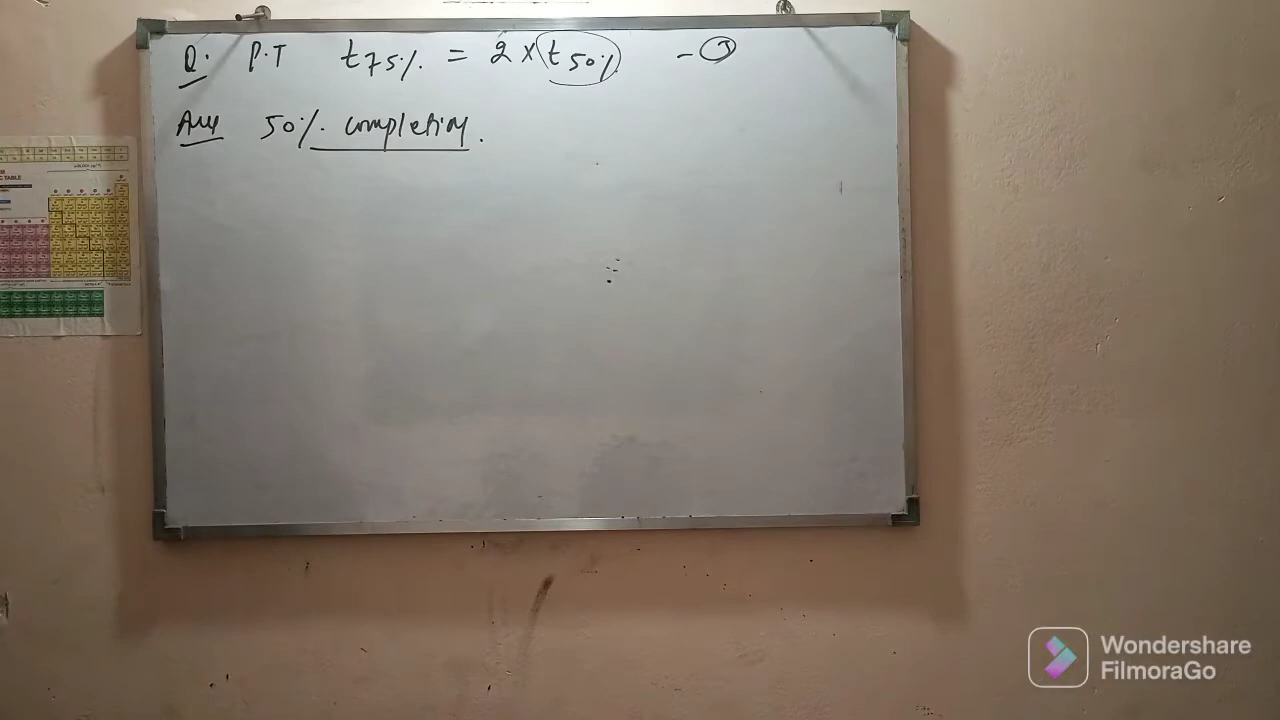 Q. P.T t75% = 2 × t50% - ①
Ans 50% completion.
Wondershare
FilmoraGo